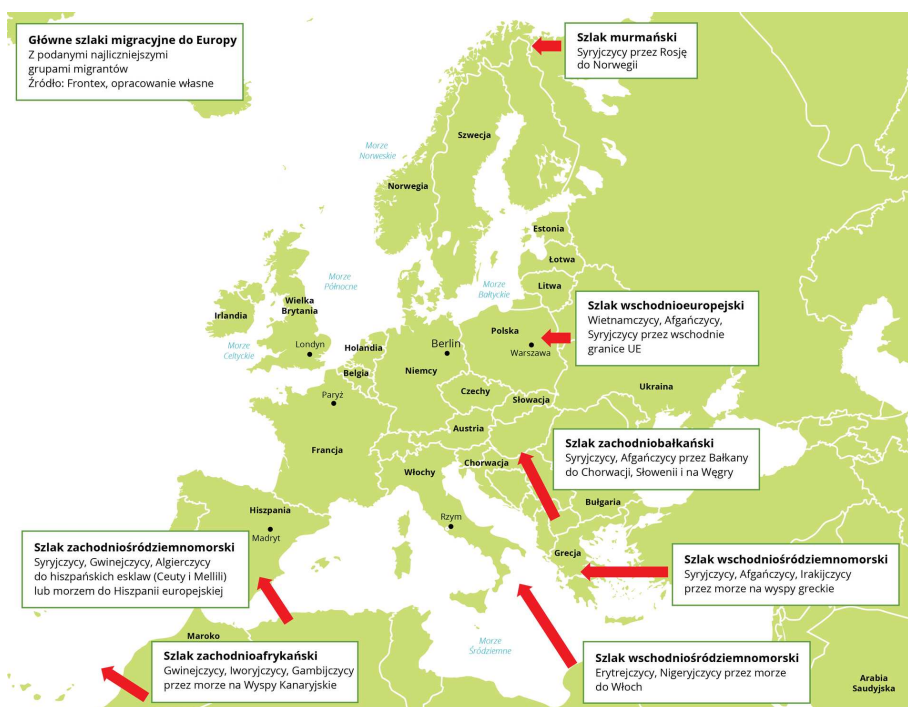 Główne szlaki migracyjne do Europy
Z podanymi najliczniejszymi
grupami migrantów
Źródło: Frontex, opracowanie własne
Szlak murmański
Syryjczycy przez Rosję
do Norwegii
Morze
Norweskie
Szwecja
Norwegia
Estonia
Łotwa
Litwa
Morze
Północne
Morze
Bałtyckie
Irlandia
Wielka
Brytania
Londyn
Morze
Celtyckie
Holandia
Belgia
Berlin
Niemcy
Polska
Warszawa
Szlak wschodnioeuropejski
Wietnamczycy, Afgańczycy,
Syryjczycy przez wschodnie
granice UE
Paryż
Czechy
Słowacja
Ukraina
Austria
Francja
Włochy
Chorwacja
Szlak zachodniobałkański
Syryjczycy, Afgańczycy przez Bałkany
do Chorwacji, Słowenii i na Węgry
Bułgaria
Hiszpania
Madryt
Rzym
Grecja
Szlak zachodniośródziemnomorski
Syryjczycy, Gwinejczycy, Algierczycy
do hiszpańskich esklaw (Ceuty i Mellili)
lub morzem do Hiszpanii europejskiej
Szlak wschodniośródziemnomorski
Syryjczycy, Afgańczycy, Irakijczycy
przez morze na wyspy greckie
Maroko
Morze
Śródziemne
Szlak zachodnioafrykański
Gwinejczycy, Iworyjczycy, Gambijczycy
przez morze na Wyspy Kanaryjskie
Szlak wschodniośródziemnomorski
Erytrejczycy, Nigeryjczycy przez morze
do Włoch
Arabia
Saudyjska